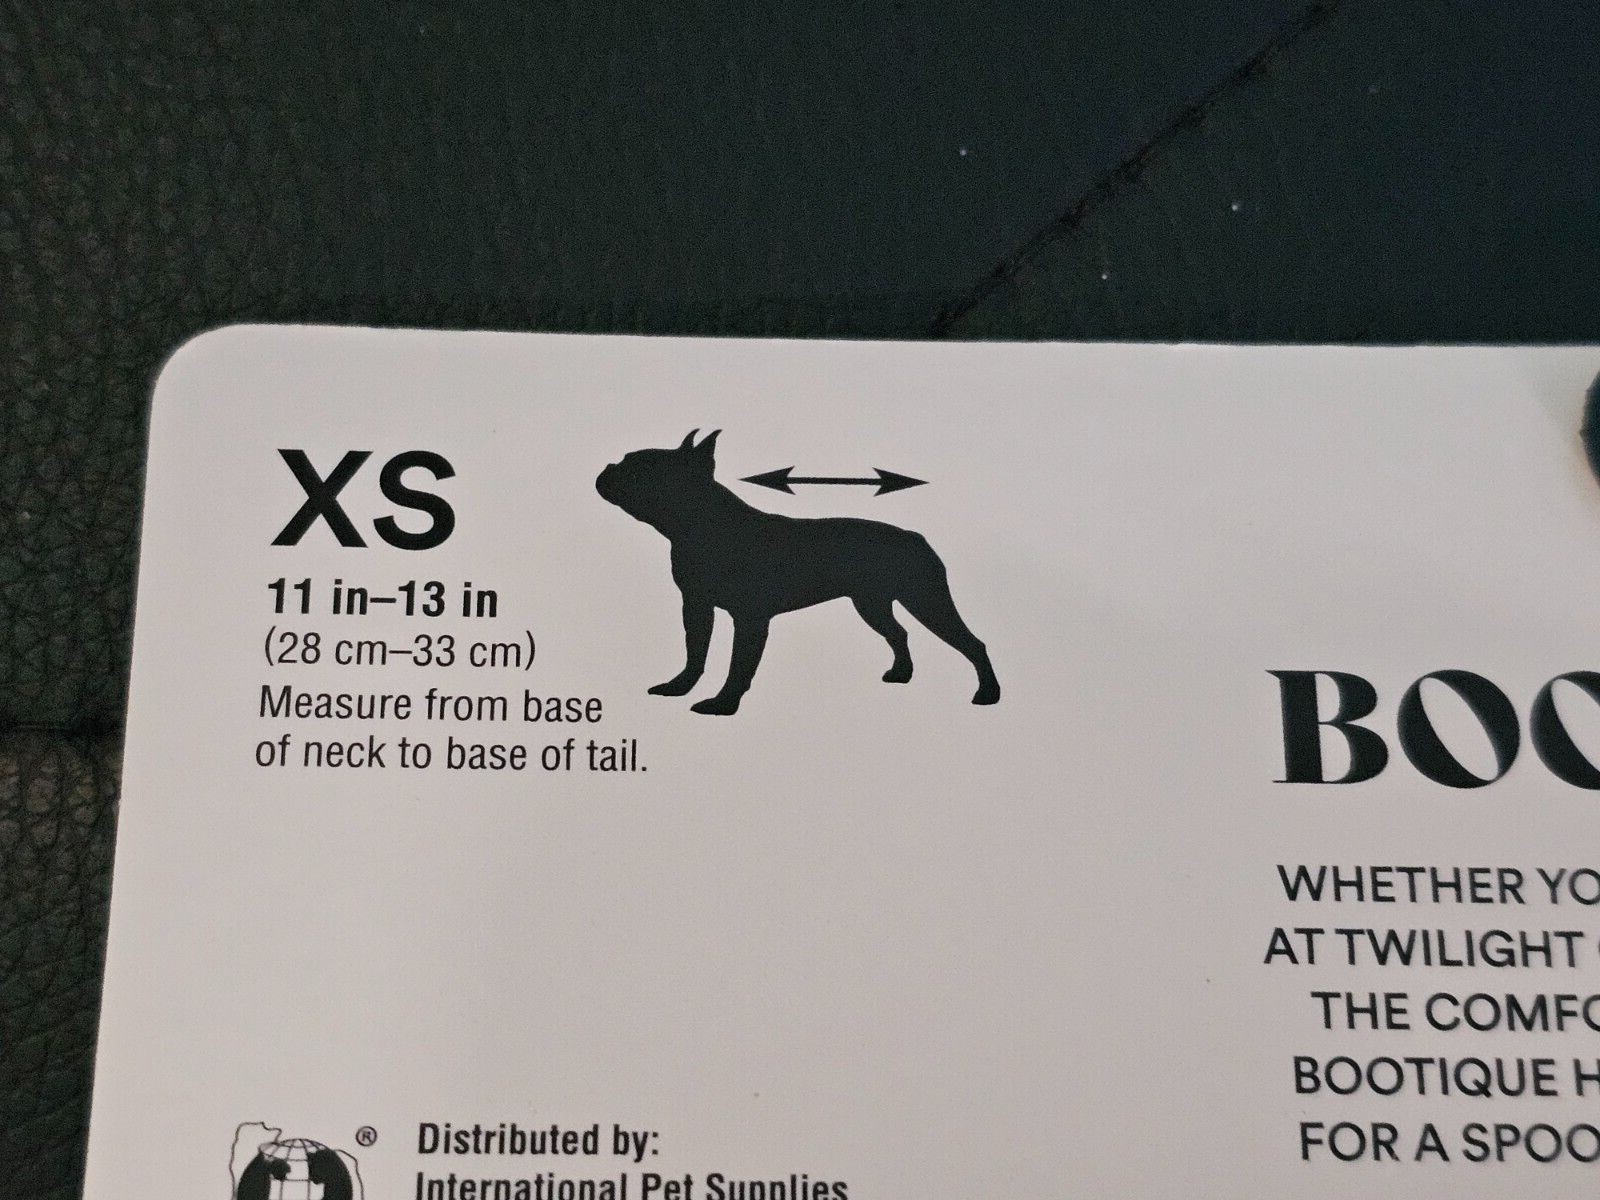 XS
11 in–13 in
(28 cm–33 cm)
Measure from base
of neck to base of tail.
BOO
WHETHER YO
AT TWILIGHT
THE COMFO
BOOTIQUE H
FOR A SPOO
®
Distributed by:
International Pet Supplies